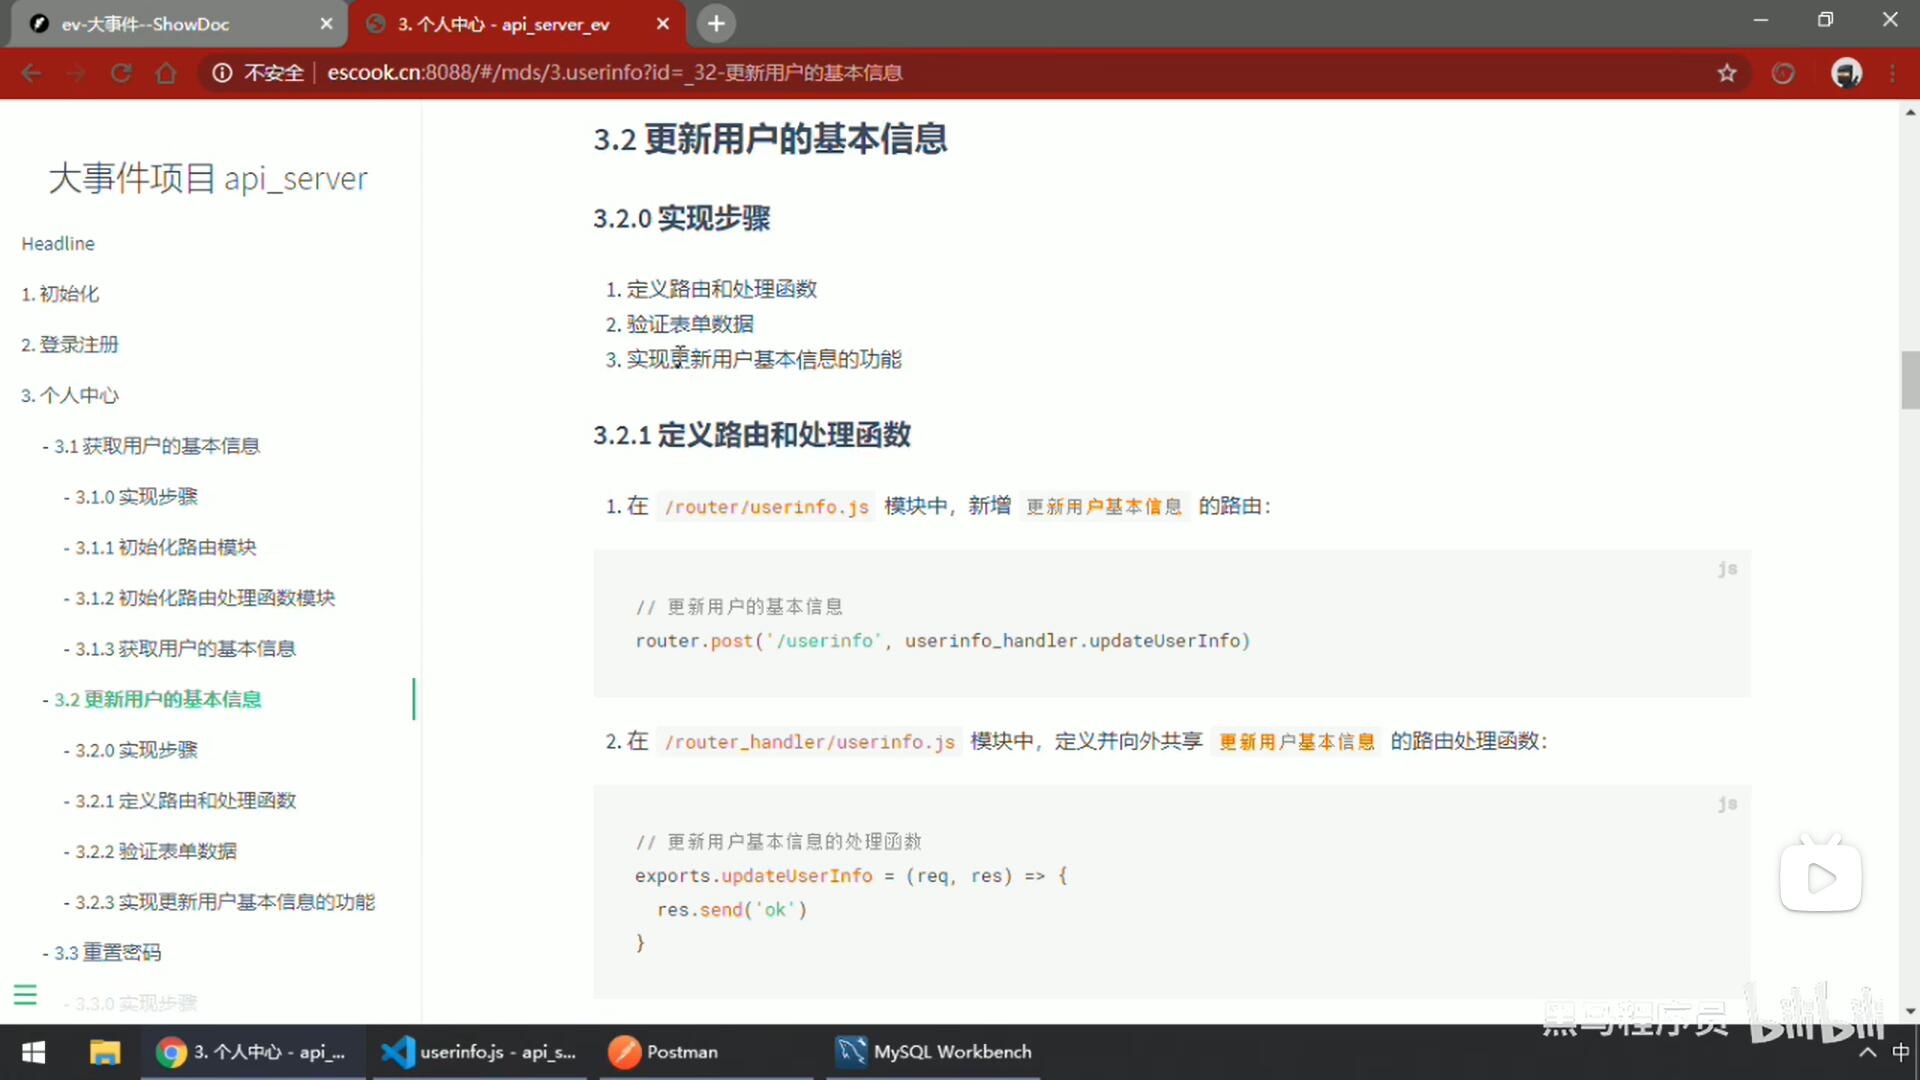 ev-大事件--ShowDoc
3. 个人中心 - api_server_ev
不安全 | escook.cn:8088/#/mds/3.userinfo?id=_32-更新用户的基本信息
大事件项目 api_server
Headline
1. 初始化
2. 登录注册
3. 个人中心
- 3.1 获取用户的基本信息
- 3.1.0 实现步骤
- 3.1.1 初始化路由模块
- 3.1.2 初始化路由处理函数模块
- 3.1.3 获取用户的基本信息
- 3.2 更新用户的基本信息
- 3.2.0 实现步骤
- 3.2.1 定义路由和处理函数
- 3.2.2 验证表单数据
- 3.2.3 实现更新用户基本信息的功能
- 3.3 重置密码
- 3.3.0 实现步骤
3.2 更新用户的基本信息
3.2.0 实现步骤
1. 定义路由和处理函数
2. 验证表单数据
3. 实现更新用户基本信息的功能
3.2.1 定义路由和处理函数
1. 在 /router/userinfo.js 模块中，新增 更新用户基本信息 的路由：
js
// 更新用户的基本信息
router.post('/userinfo', userinfo_handler.updateUserInfo)
2. 在 /router_handler/userinfo.js 模块中，定义并向外共享 更新用户基本信息 的路由处理函数：
js
// 更新用户基本信息的处理函数
exports.updateUserInfo = (req, res) => {
res.send('ok')
}
黑马程序员 bilibili
3. 个人中心 - api_...
userinfo.js - api_s...
Postman
MySQL Workbench
中